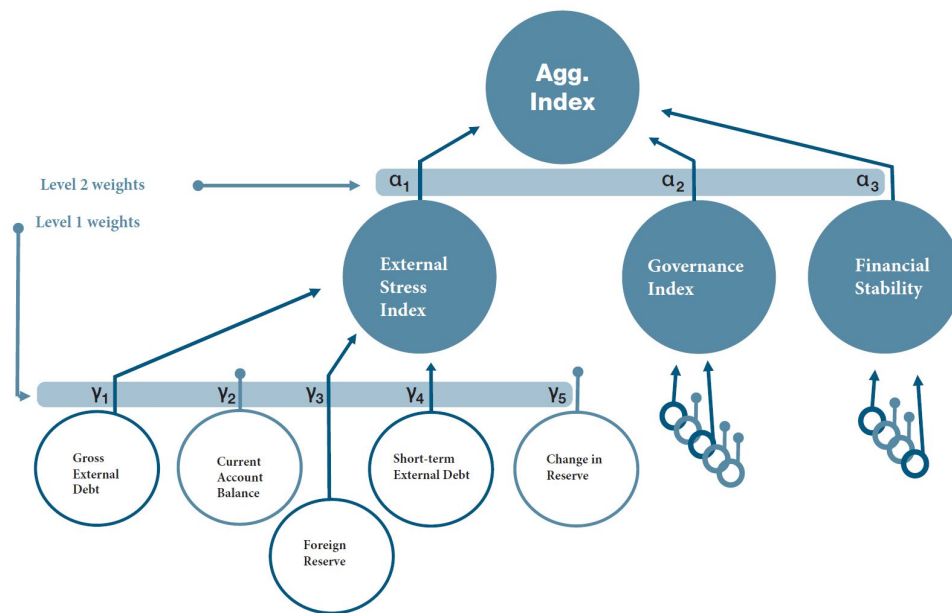 Agg.
Index
Level 2 weights
α1
α2
α3
Level 1 weights
External
Stress
Index
Governance
Index
Financial
Stability
γ1
γ2
γ3
γ4
γ5
Gross
External
Debt
Current
Account
Balance
Short-term
External Debt
Change in
Reserve
Foreign
Reserve